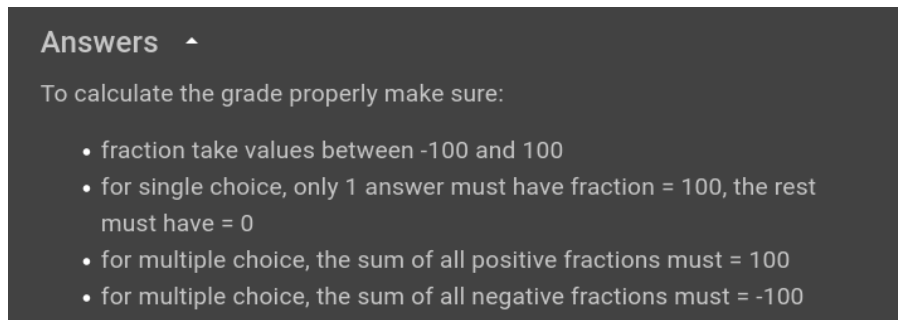 Answers
To calculate the grade properly make sure:
• fraction take values between -100 and 100
• for single choice, only 1 answer must have fraction = 100, the rest
must have = 0
• for multiple choice, the sum of all positive fractions must = 100
• for multiple choice, the sum of all negative fractions must = -100